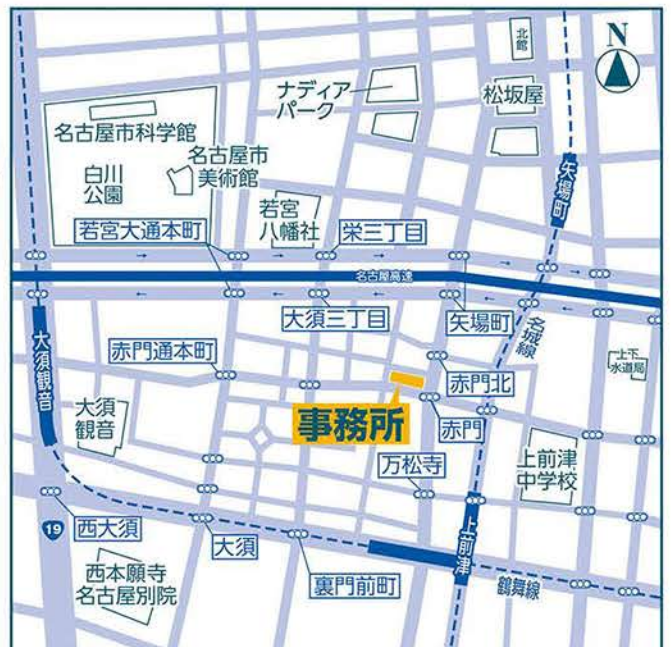 N
北館
ナディア
パーク
松坂屋
名古屋市科学館
名古屋市
美術館
白川
公園
矢場町
若宮
八幡社
若宮大通本町
栄三丁目
→
→
→
→
名古屋高速
←
←
←
←
大須三丁目
矢場町
名城線
大須観音
赤門通本町
赤門北
上下
水道局
事務所
赤門
大須
観音
万松寺
上前津
中学校
19
西大須
大須
上前津
裏門前町
鶴舞線
西本願寺
名古屋別院